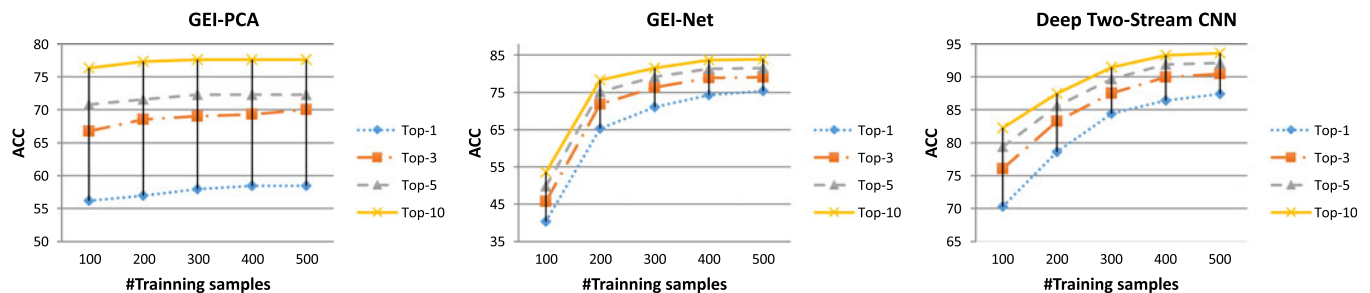 GEI-PCA
80
75
70
65
60
55
50
ACC
100 200 300 400 500
#Trainning samples
Top-1
Top-3
Top-5
Top-10
GEI-Net
85
75
65
55
45
35
ACC
100 200 300 400 500
#Trainning samples
Top-1
Top-3
Top-5
Top-10
Deep Two-Stream CNN
95
90
85
80
75
70
65
ACC
100 200 300 400 500
#Trainning samples
Top-1
Top-3
Top-5
Top-10